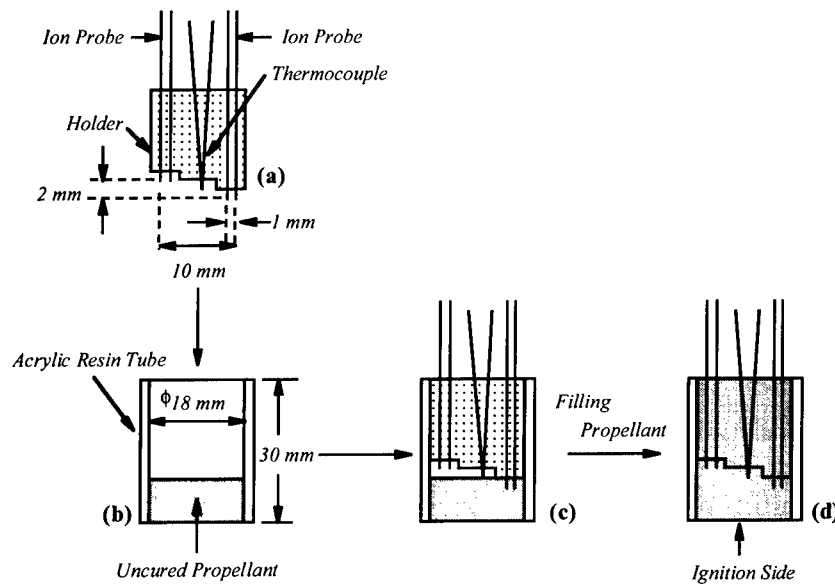 Ion Probe
Ion Probe
Thermocouple
Holder
(a)
2 mm
1 mm
10 mm
Acrylic Resin Tube
ϕ18 mm
30 mm
Filling
Propellant
(b)
(c)
(d)
Uncured Propellant
Ignition Side